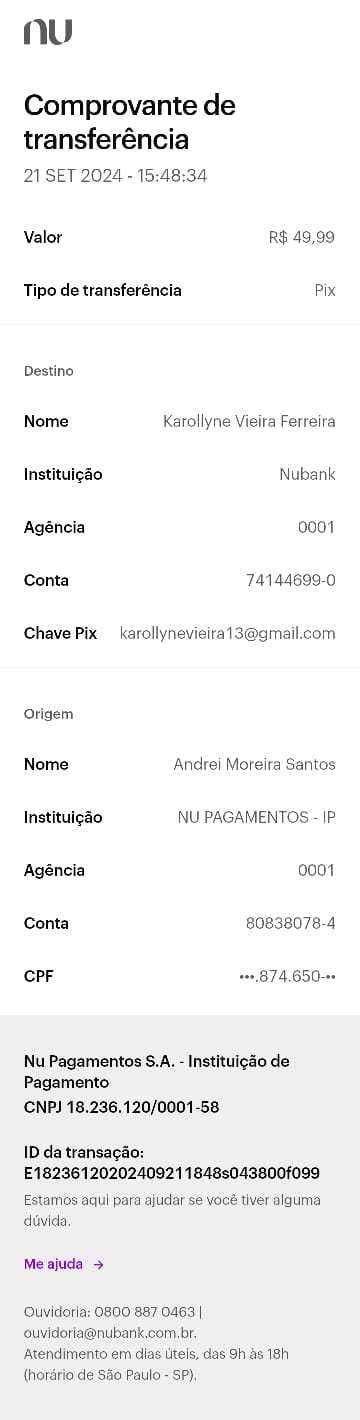 nu
Comprovante de
transferência
21 SET 2024 - 15:48:34
Valor R$ 49,99
Tipo de transferência Pix
Destino
Nome Karollyne Vieira Ferreira
Instituição Nubank
Agência 0001
Conta 74144699-0
Chave Pix karollynevieira13@gmail.com
Origem
Nome Andrei Moreira Santos
Instituição NU PAGAMENTOS - IP
Agência 0001
Conta 80838078-4
CPF •••.874.650-••
Nu Pagamentos S.A. - Instituição de
Pagamento
CNPJ 18.236.120/0001-58
ID da transação:
E18236120202409211848s043800f099
Estamos aqui para ajudar se você tiver alguma
dúvida.
Me ajuda →
Ouvidoria: 0800 887 0463 |
ouvidoria@nubank.com.br.
Atendimento em dias úteis, das 9h às 18h
(horário de São Paulo - SP).